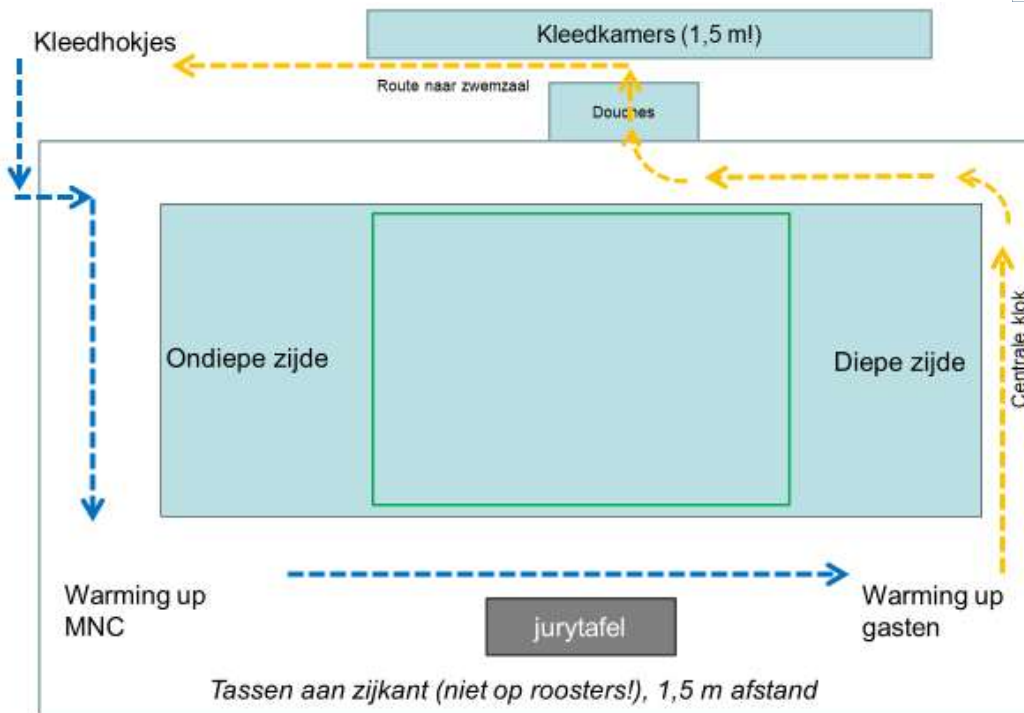 Kleedkamers (1,5 m!)
Kleedhokjes
Route naar zwemzaal
Douches
Ondiepe zijde
Diepe zijde
Centrale klok
Warming up
MNC
Warming up
gasten
jurytafel
Tassen aan zijkant (niet op roosters!), 1,5 m afstand